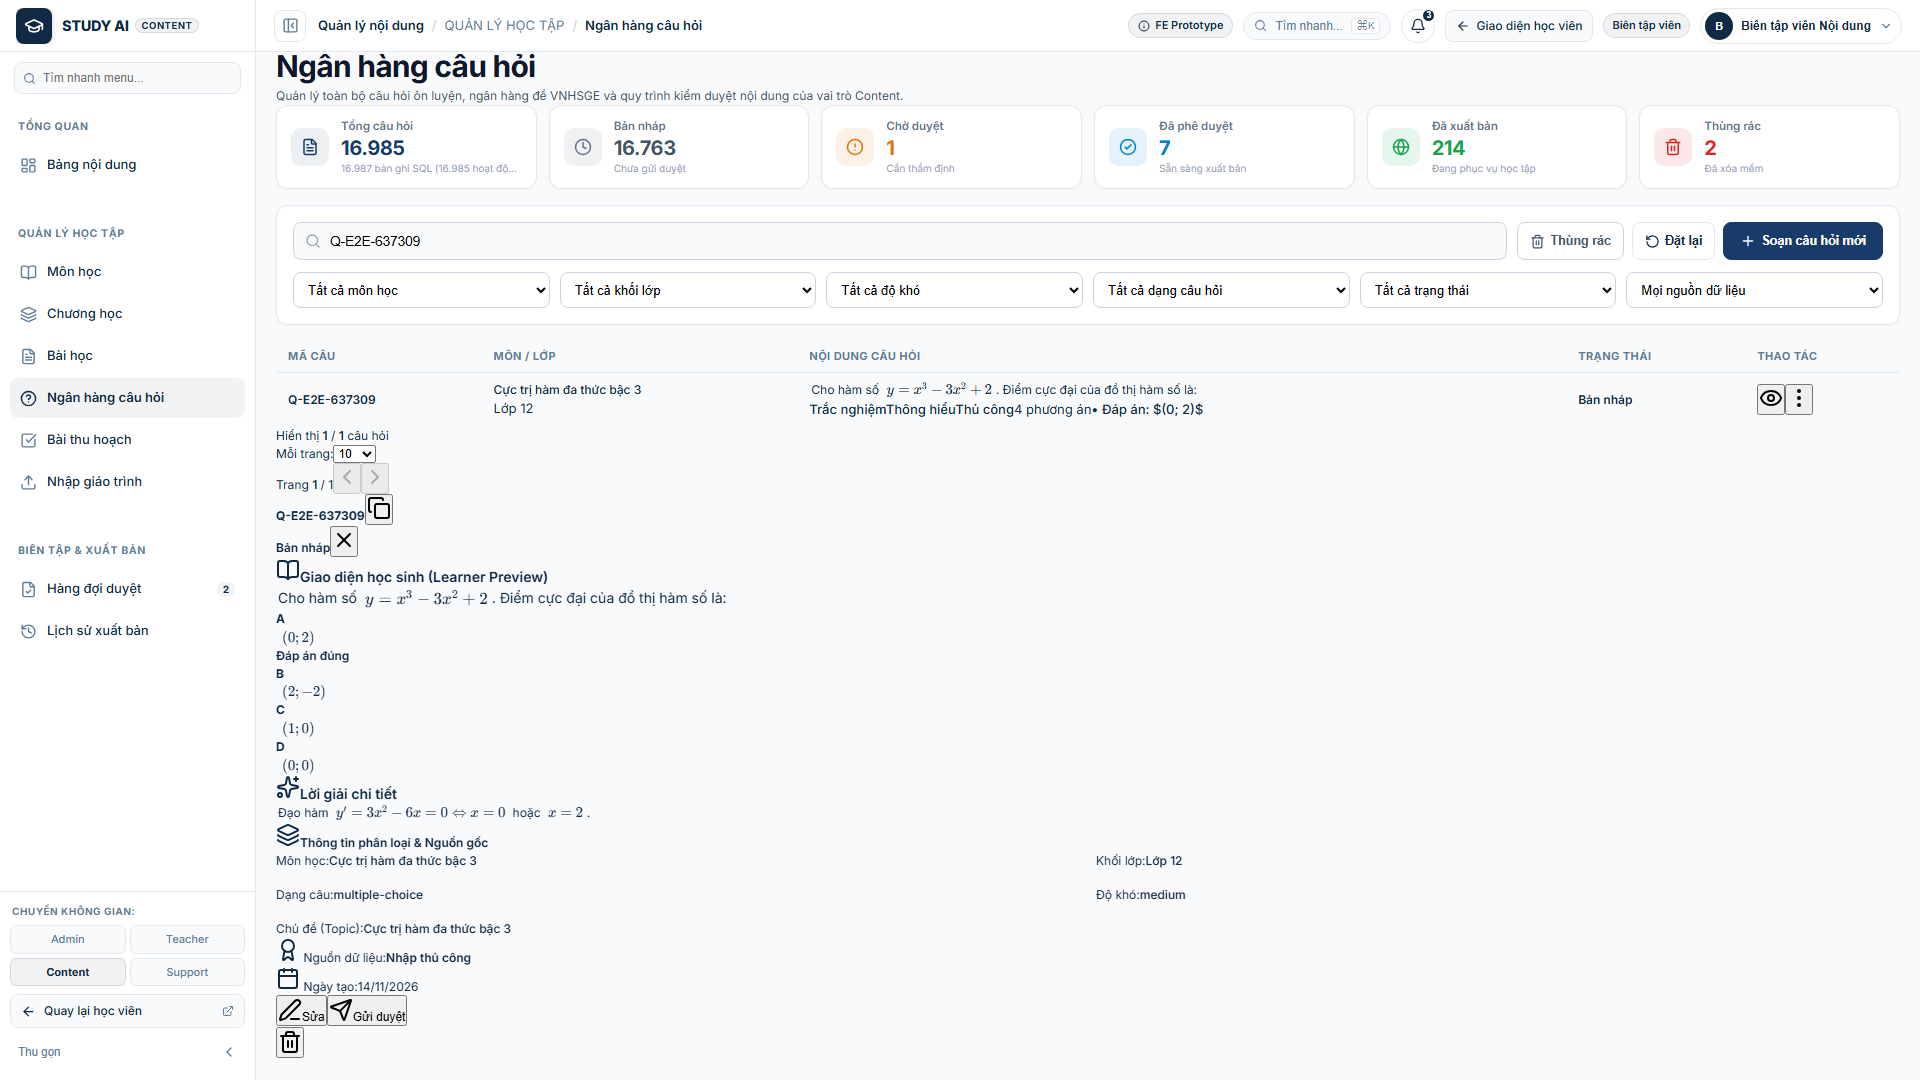 STUDY AI CONTENT
Quản lý nội dung / QUẢN LÝ HỌC TẬP / Ngân hàng câu hỏi
FE Prototype
Tìm nhanh... ⌘K
3
Giao diện học viên
Biên tập viên
B Biên tập viên Nội dung
Tìm nhanh menu...
TỔNG QUAN
Bảng nội dung
QUẢN LÝ HỌC TẬP
Môn học
Chương học
Bài học
Ngân hàng câu hỏi
Bài thu hoạch
Nhập giáo trình
BIÊN TẬP & XUẤT BẢN
Hàng đợi duyệt 2
Lịch sử xuất bản
CHUYỂN KHÔNG GIAN:
Admin Teacher
Content Support
Quay lại học viên
Thu gọn
Ngân hàng câu hỏi
Quản lý toàn bộ câu hỏi ôn luyện, ngân hàng đề VNHSGE và quy trình kiểm duyệt nội dung của vai trò Content.
Tổng câu hỏi
16.985
16.987 bản ghi SQL (16.985 hoạt độ...
Bản nháp
16.763
Chưa gửi duyệt
Chờ duyệt
1
Cần thẩm định
Đã phê duyệt
7
Sẵn sàng xuất bản
Đã xuất bản
214
Đang phục vụ học tập
Thùng rác
2
Đã xóa mềm
Q-E2E-637309
Thùng rác
Đặt lại
Soạn câu hỏi mới
Tất cả môn học Tất cả khối lớp Tất cả độ khó Tất cả dạng câu hỏi Tất cả trạng thái Mọi nguồn dữ liệu
MÃ CÂU MÔN / LỚP NỘI DUNG CÂU HỎI TRẠNG THÁI THAO TÁC
Q-E2E-637309
Cực trị hàm đa thức bậc 3
Lớp 12
Cho hàm số y = x³ − 3x² + 2 . Điểm cực đại của đồ thị hàm số là:
Trắc nghiệmThông hiểuThủ công4 phương án• Đáp án: $(0; 2)$
Bản nháp
Hiển thị 1 / 1 câu hỏi
Mỗi trang:10
Trang 1 / 1
Q-E2E-637309
Bản nháp
Giao diện học sinh (Learner Preview)
Cho hàm số y = x³ − 3x² + 2 . Điểm cực đại của đồ thị hàm số là:
A
(0; 2)
Đáp án đúng
B
(2; −2)
C
(1; 0)
D
(0; 0)
Lời giải chi tiết
Đạo hàm y′ = 3x² − 6x = 0 ⇔ x = 0 hoặc x = 2 .
Thông tin phân loại & Nguồn gốc
Môn học:Cực trị hàm đa thức bậc 3 Khối lớp:Lớp 12
Dạng câu:multiple-choice Độ khó:medium
Chủ đề (Topic):Cực trị hàm đa thức bậc 3
Nguồn dữ liệu:Nhập thủ công
Ngày tạo:14/11/2026
Sửa Gửi duyệt